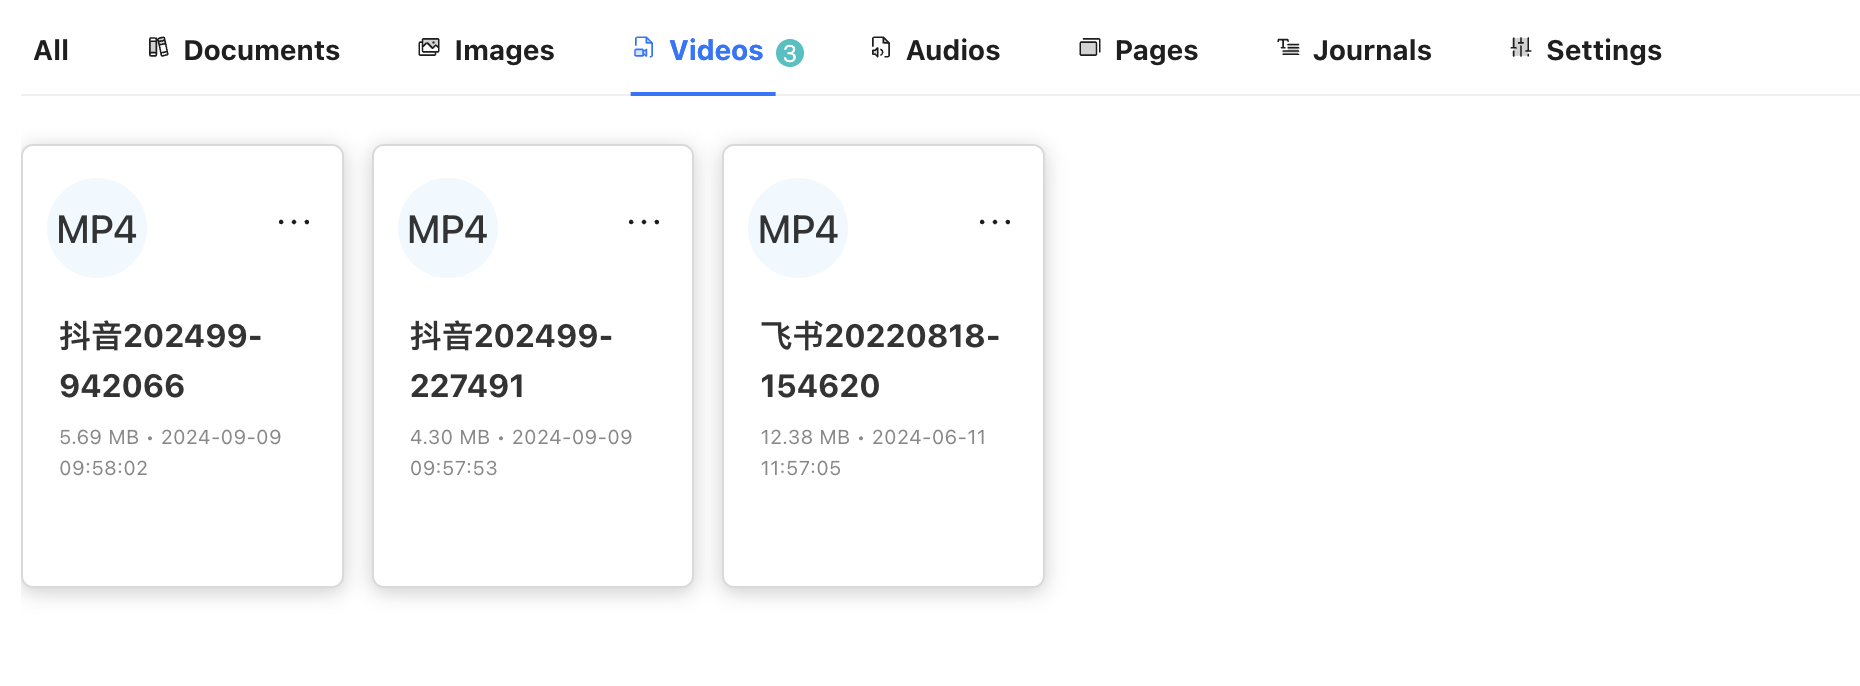 All Documents Images Videos 3 Audios Pages Journals Settings
MP4 ...
抖音202499-
942066
5.69 MB • 2024-09-09
09:58:02
MP4 ...
抖音202499-
227491
4.30 MB • 2024-09-09
09:57:53
MP4 ...
飞书20220818-
154620
12.38 MB • 2024-06-11
11:57:05